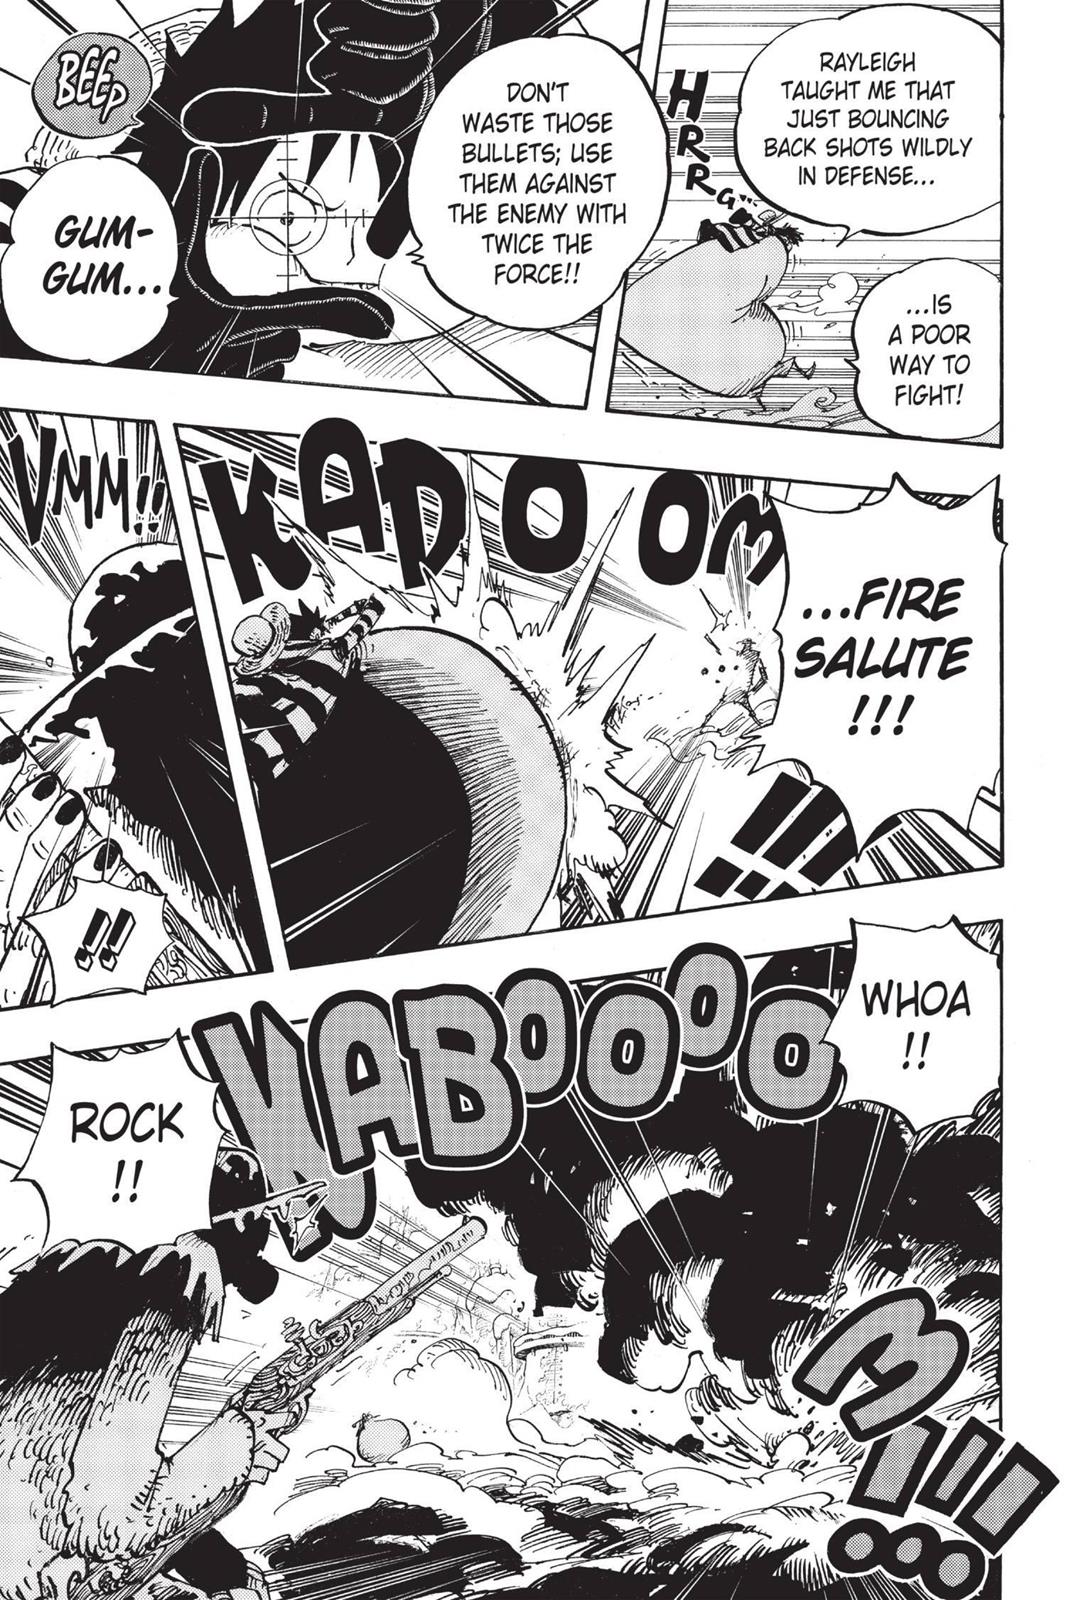 RAYLEIGH
TAUGHT ME THAT
JUST BOUNCING
BACK SHOTS WILDLY
IN DEFENSE...
HRRG
...IS
A POOR
WAY TO
FIGHT!
DON'T
WASTE THOSE
BULLETS; USE
THEM AGAINST
THE ENEMY WITH
TWICE THE
FORCE!!
BEEP
GUM-
GUM...
...FIRE
SALUTE
!!!
KADOOM
!!!
VMM!!
!!
WHOA
!!
KABOOOOM!!!
ROCK
!!